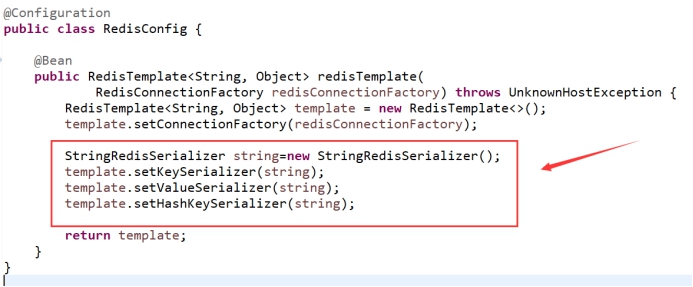 @Configuration
public class RedisConfig {
@Bean
public RedisTemplate<String, Object> redisTemplate(
RedisConnectionFactory redisConnectionFactory) throws UnknownHostException {
RedisTemplate<String, Object> template = new RedisTemplate<>();
template.setConnectionFactory(redisConnectionFactory);
StringRedisSerializer string=new StringRedisSerializer();
template.setKeySerializer(string);
template.setValueSerializer(string);
template.setHashKeySerializer(string);
return template;
}
}